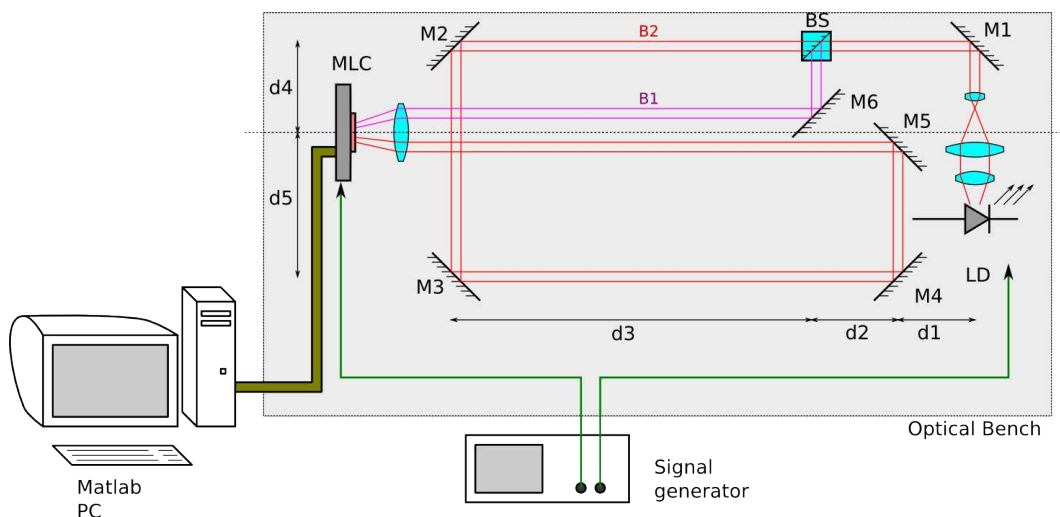 BS
M2
B2
M1
MLC
d4
B1
M6
M5
d5
LD
M3
M4
d3
d2
d1
Optical Bench
Signal
generator
Matlab
PC